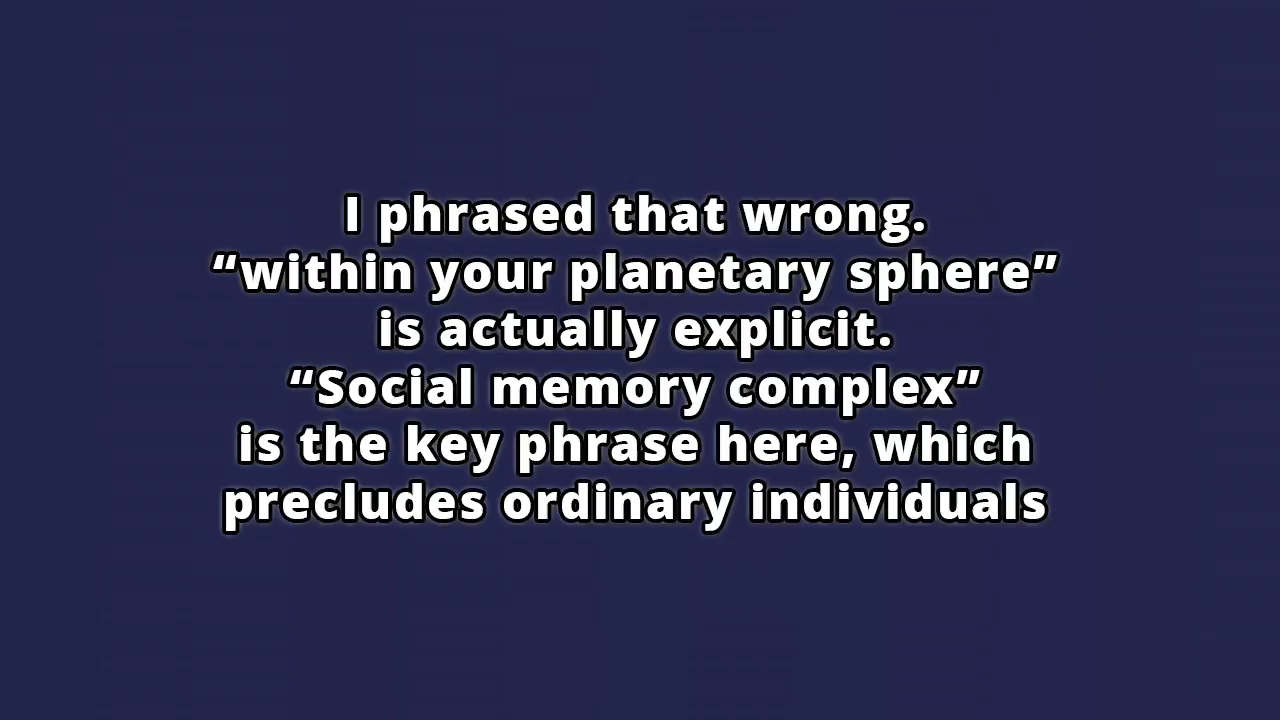 I phrased that wrong.
“within your planetary sphere”
is actually explicit.
“Social memory complex”
is the key phrase here, which
precludes ordinary individuals